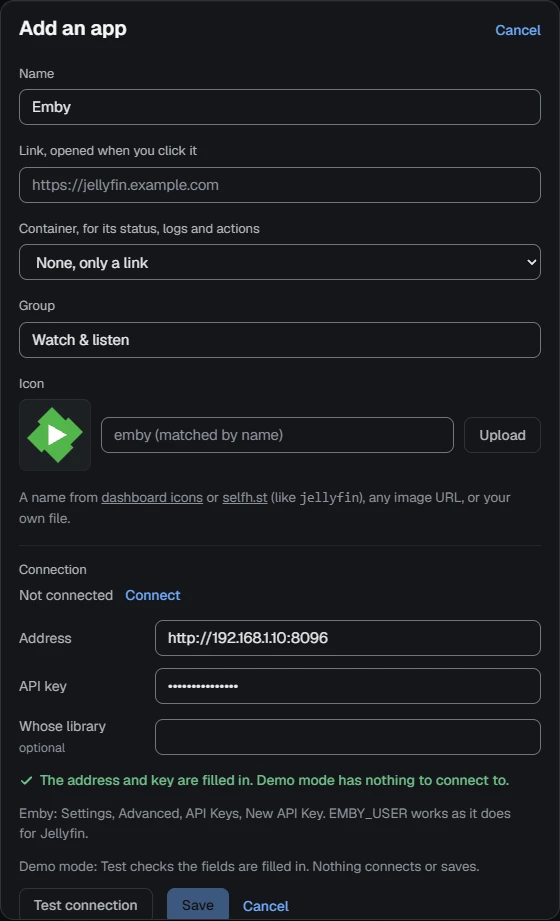 Add an app
Cancel
Name
Emby
Link, opened when you click it
https://jellyfin.example.com
Container, for its status, logs and actions
None, only a link
Group
Watch & listen
Icon
emby (matched by name)
Upload
A name from dashboard icons or selfh.st (like jellyfin), any image URL, or your
own file.
Connection
Not connected Connect
Address
http://192.168.1.10:8096
API key
•••••••••••••••
Whose library
optional
✓ The address and key are filled in. Demo mode has nothing to connect to.
Emby: Settings, Advanced, API Keys, New API Key. EMBY_USER works as it does
for Jellyfin.
Demo mode: Test checks the fields are filled in. Nothing connects or saves.
Test connection
Save
Cancel